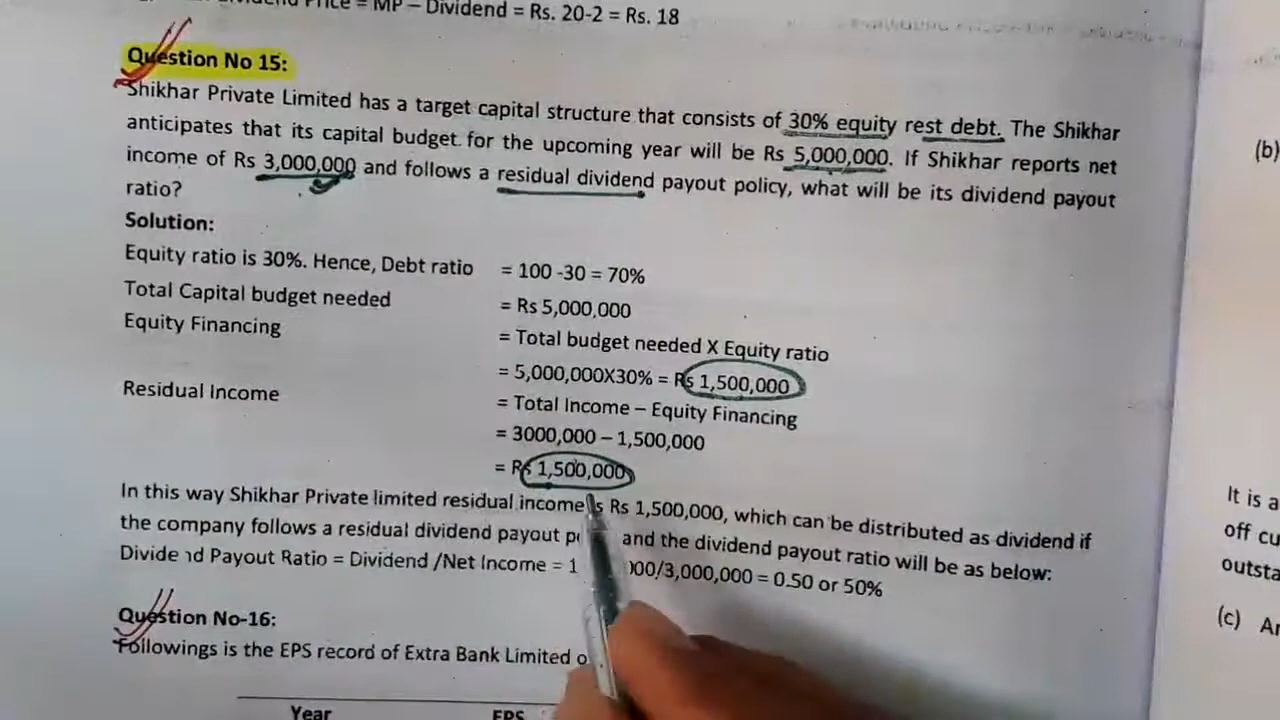 Price = MP – Dividend = Rs. 20-2 = Rs. 18
Question No 15:
Shikhar Private Limited has a target capital structure that consists of 30% equity rest debt. The Shikhar
anticipates that its capital budget for the upcoming year will be Rs 5,000,000. If Shikhar reports net
income of Rs 3,000,000 and follows a residual dividend payout policy, what will be its dividend payout
ratio?
Solution:
Equity ratio is 30%. Hence, Debt ratio = 100 -30 = 70%
Total Capital budget needed = Rs 5,000,000
Equity Financing = Total budget needed X Equity ratio
= 5,000,000X30% = Rs 1,500,000
Residual Income = Total Income – Equity Financing
= 3000,000 – 1,500,000
= Rs 1,500,000
In this way Shikhar Private limited residual income is Rs 1,500,000, which can be distributed as dividend if
the company follows a residual dividend payout and the dividend payout ratio will be as below:
Dividend Payout Ratio = Dividend /Net Income = 1 000/3,000,000 = 0.50 or 50%
Question No-16:
Followings is the EPS record of Extra Bank Limited
Year EPS
(b)
It is a
off cu
outsta
(c) Ar